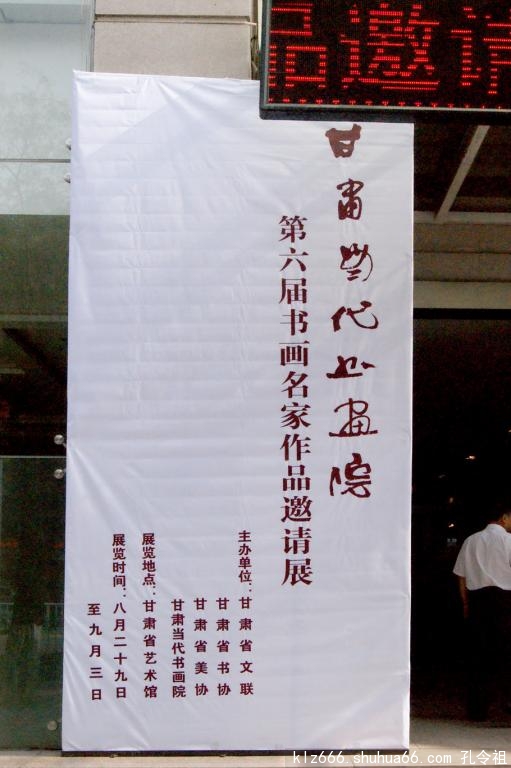 品邀请
甘肃当代书画院
第六届书画名家作品邀请展
主办单位：甘肃省文联
甘肃省书协
甘肃省美协
甘肃当代书画院
展览地点：甘肃省艺术馆
展览时间：八月二十九日
至九月三日
klz666.shuhua66.com 孔令祖